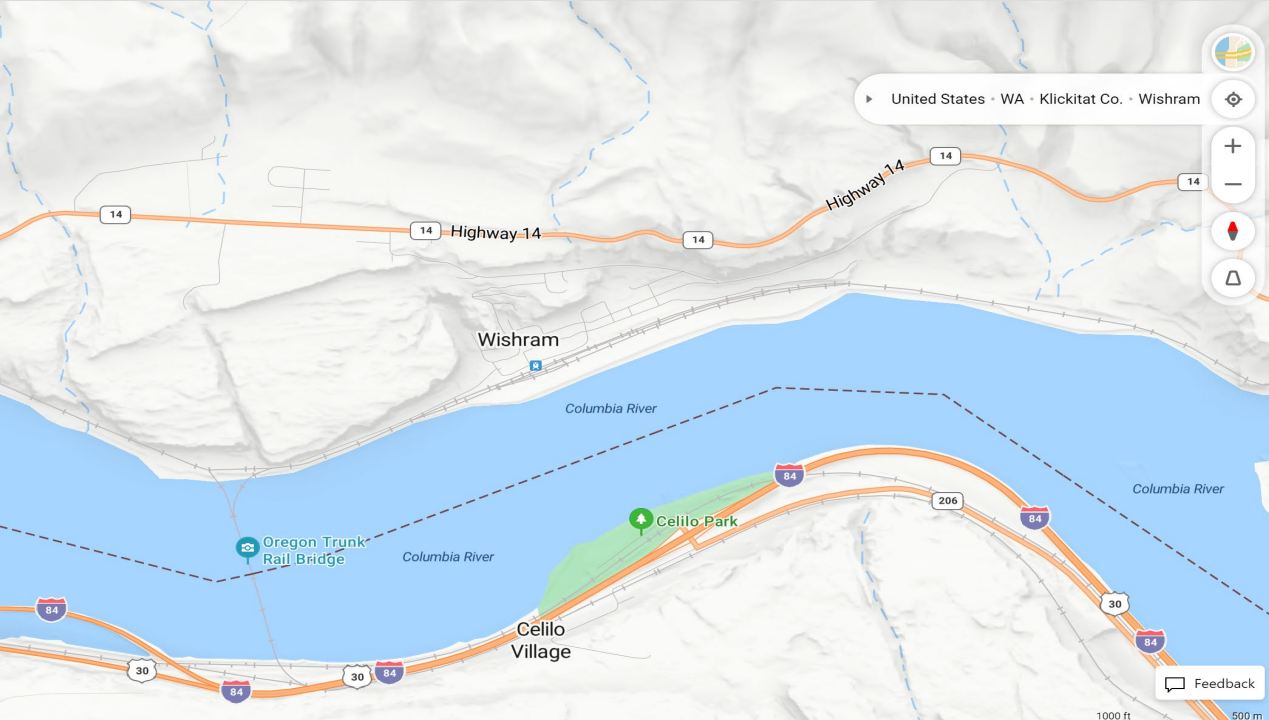 United States • WA • Klickitat Co. • Wishram
14
Highway 14
14
14
14
Highway 14
14
Wishram
Columbia River
84
Columbia River
206
Celilo Park
84
Oregon Trunk
Rail Bridge
Columbia River
84
30
Celilo
Village
84
30
30
84
84
Feedback
1000 ft
500 m